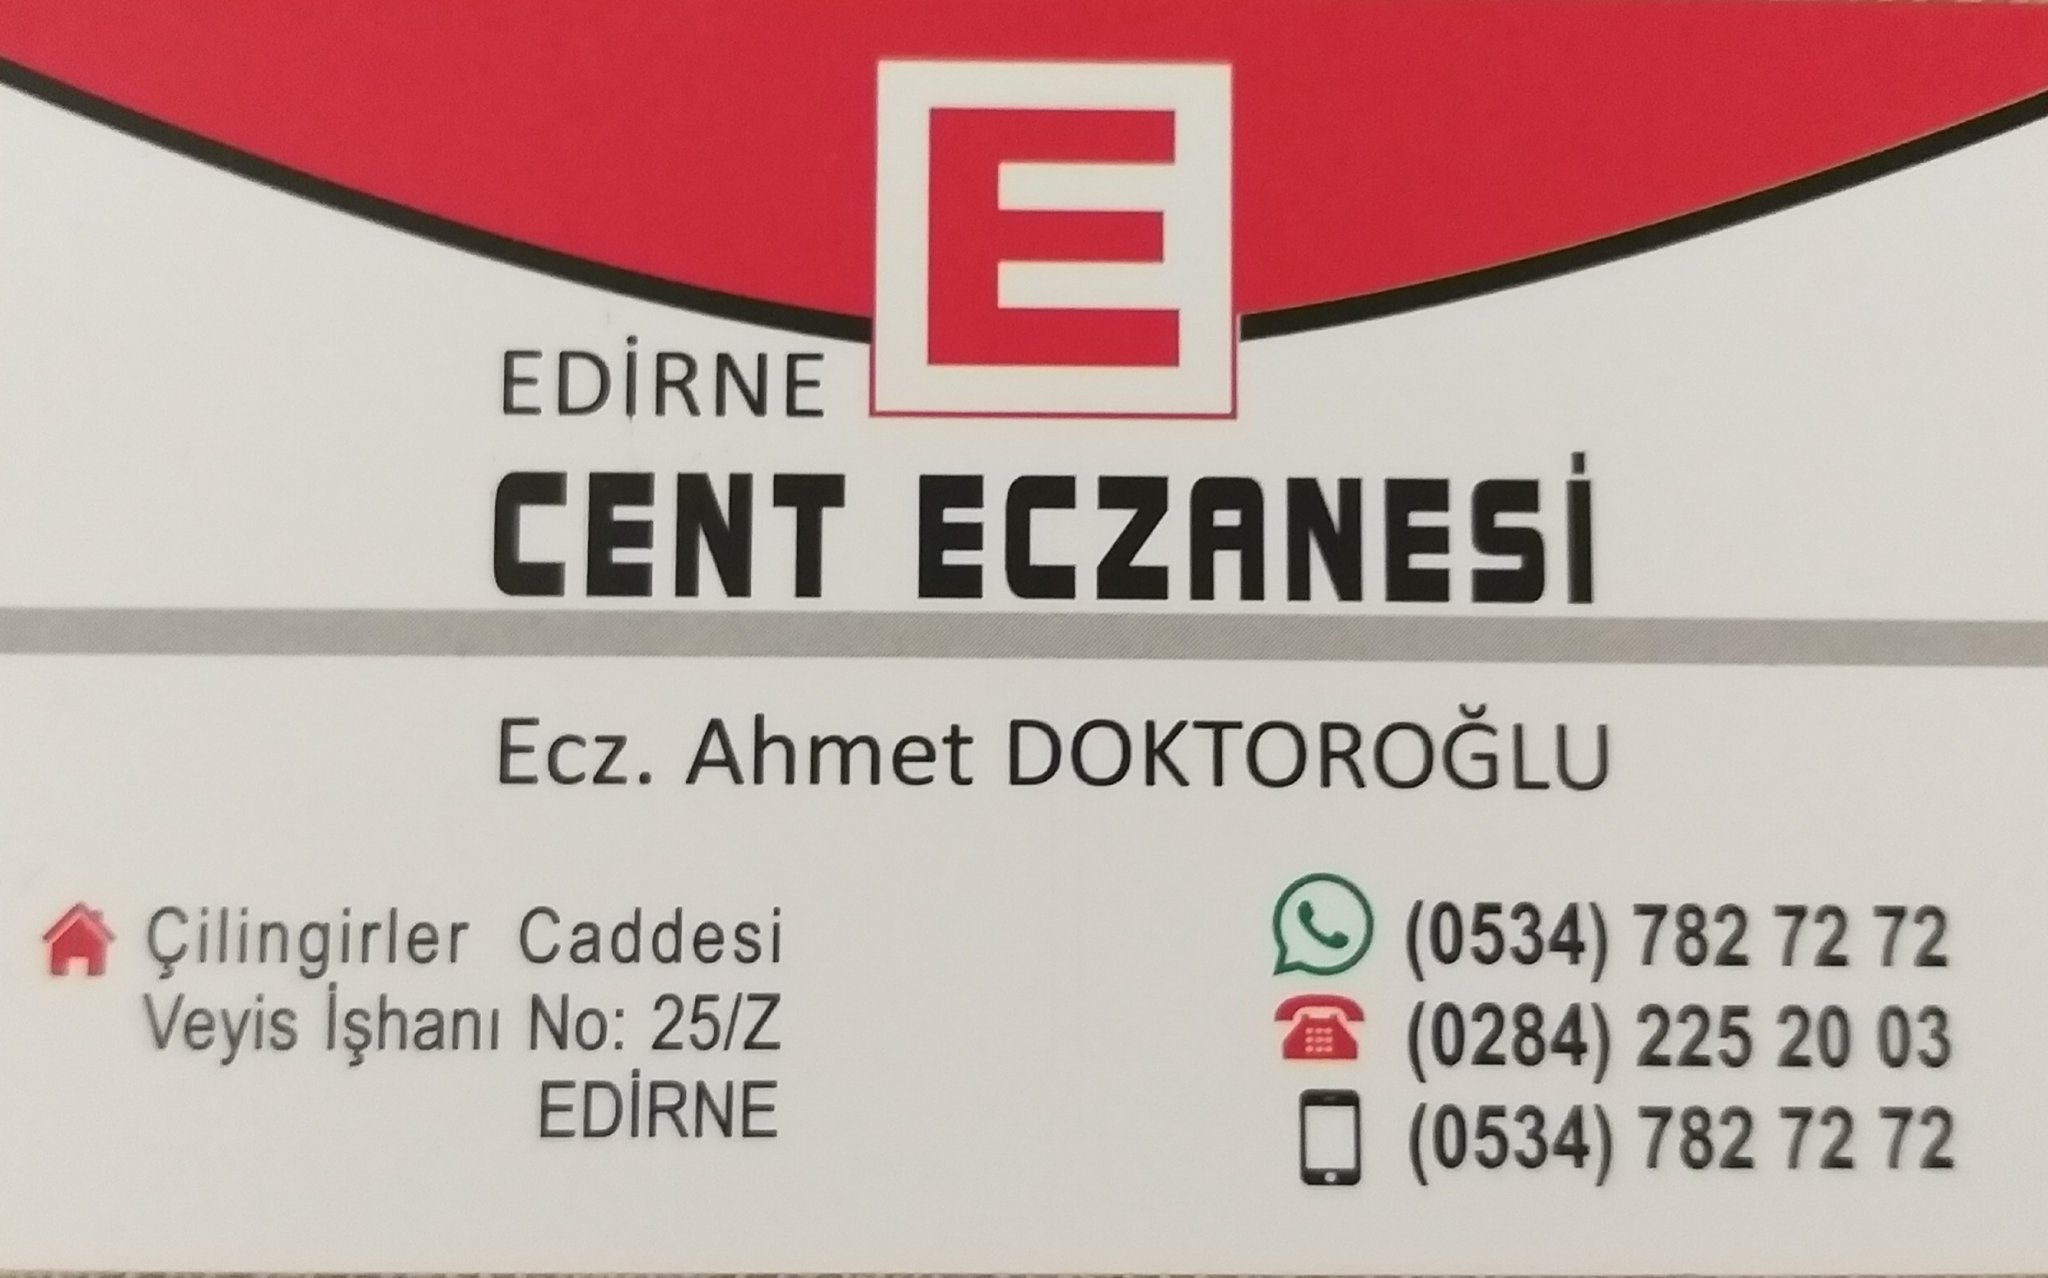 E
EDİRNE
CENT ECZANESİ
Ecz. Ahmet DOKTOROĞLU
Çilingirler Caddesi
Veyis İşhanı No: 25/Z
EDİRNE
(0534) 782 72 72
(0284) 225 20 03
(0534) 782 72 72